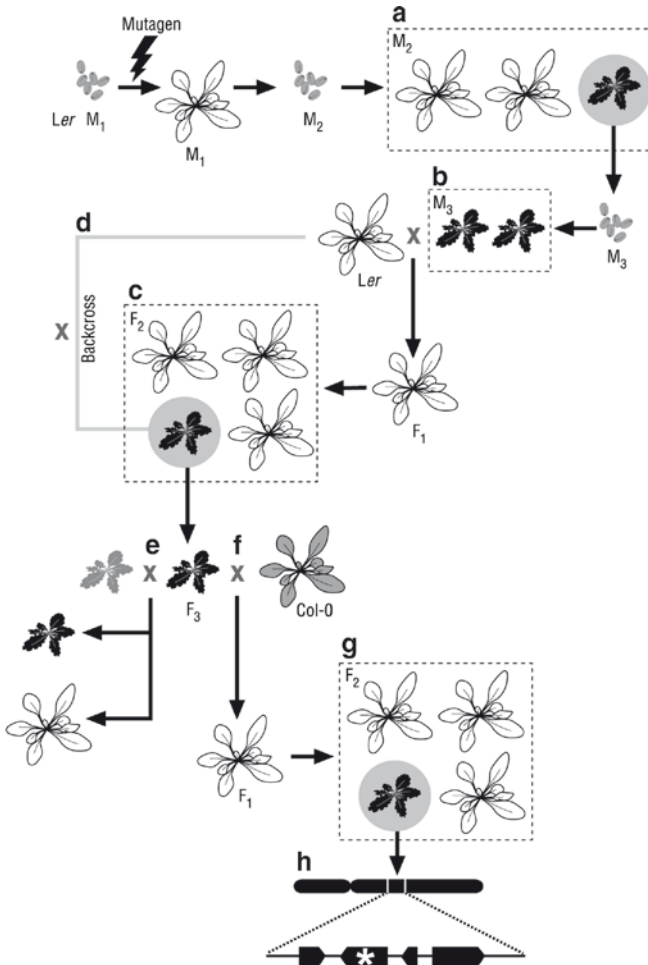 Mutagen
a
M2
Ler M1
M1
M2
b
M3
X
Ler
M3
d
Backcross
X
c
F2
F1
e
f
X
X
F3
Col-0
g
F2
F1
h
*